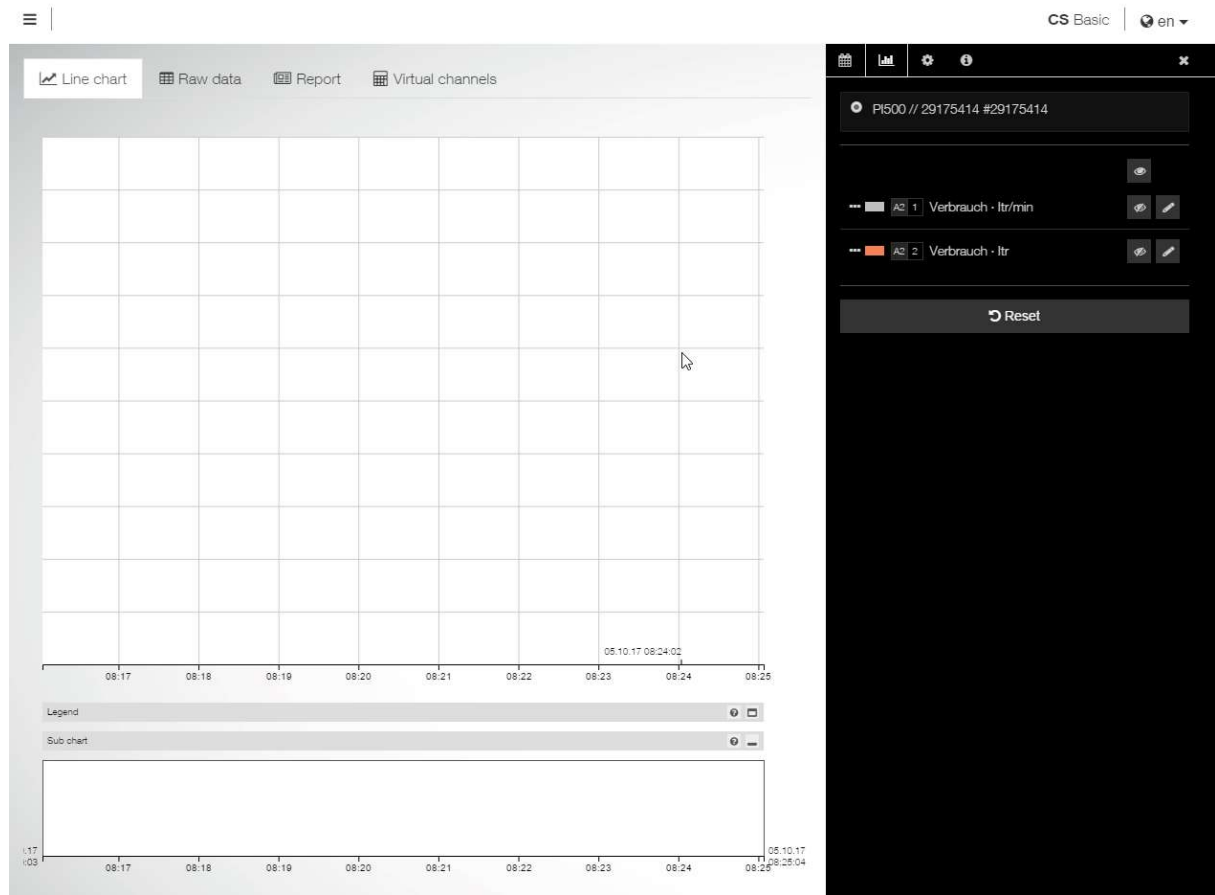 CS Basic en
Line chart Raw data Report Virtual channels
PI500 // 29175414 #29175414
A2 1 Verbrauch · ltr/min
A2 2 Verbrauch · ltr
Reset
05.10.17 08:24:02
08:17 08:18 08:19 08:20 08:21 08:22 08:23 08:24 08:25
Legend
Sub chart
:17
:03
05.10.17
08:25:04
08:17 08:18 08:19 08:20 08:21 08:22 08:23 08:24 08:25